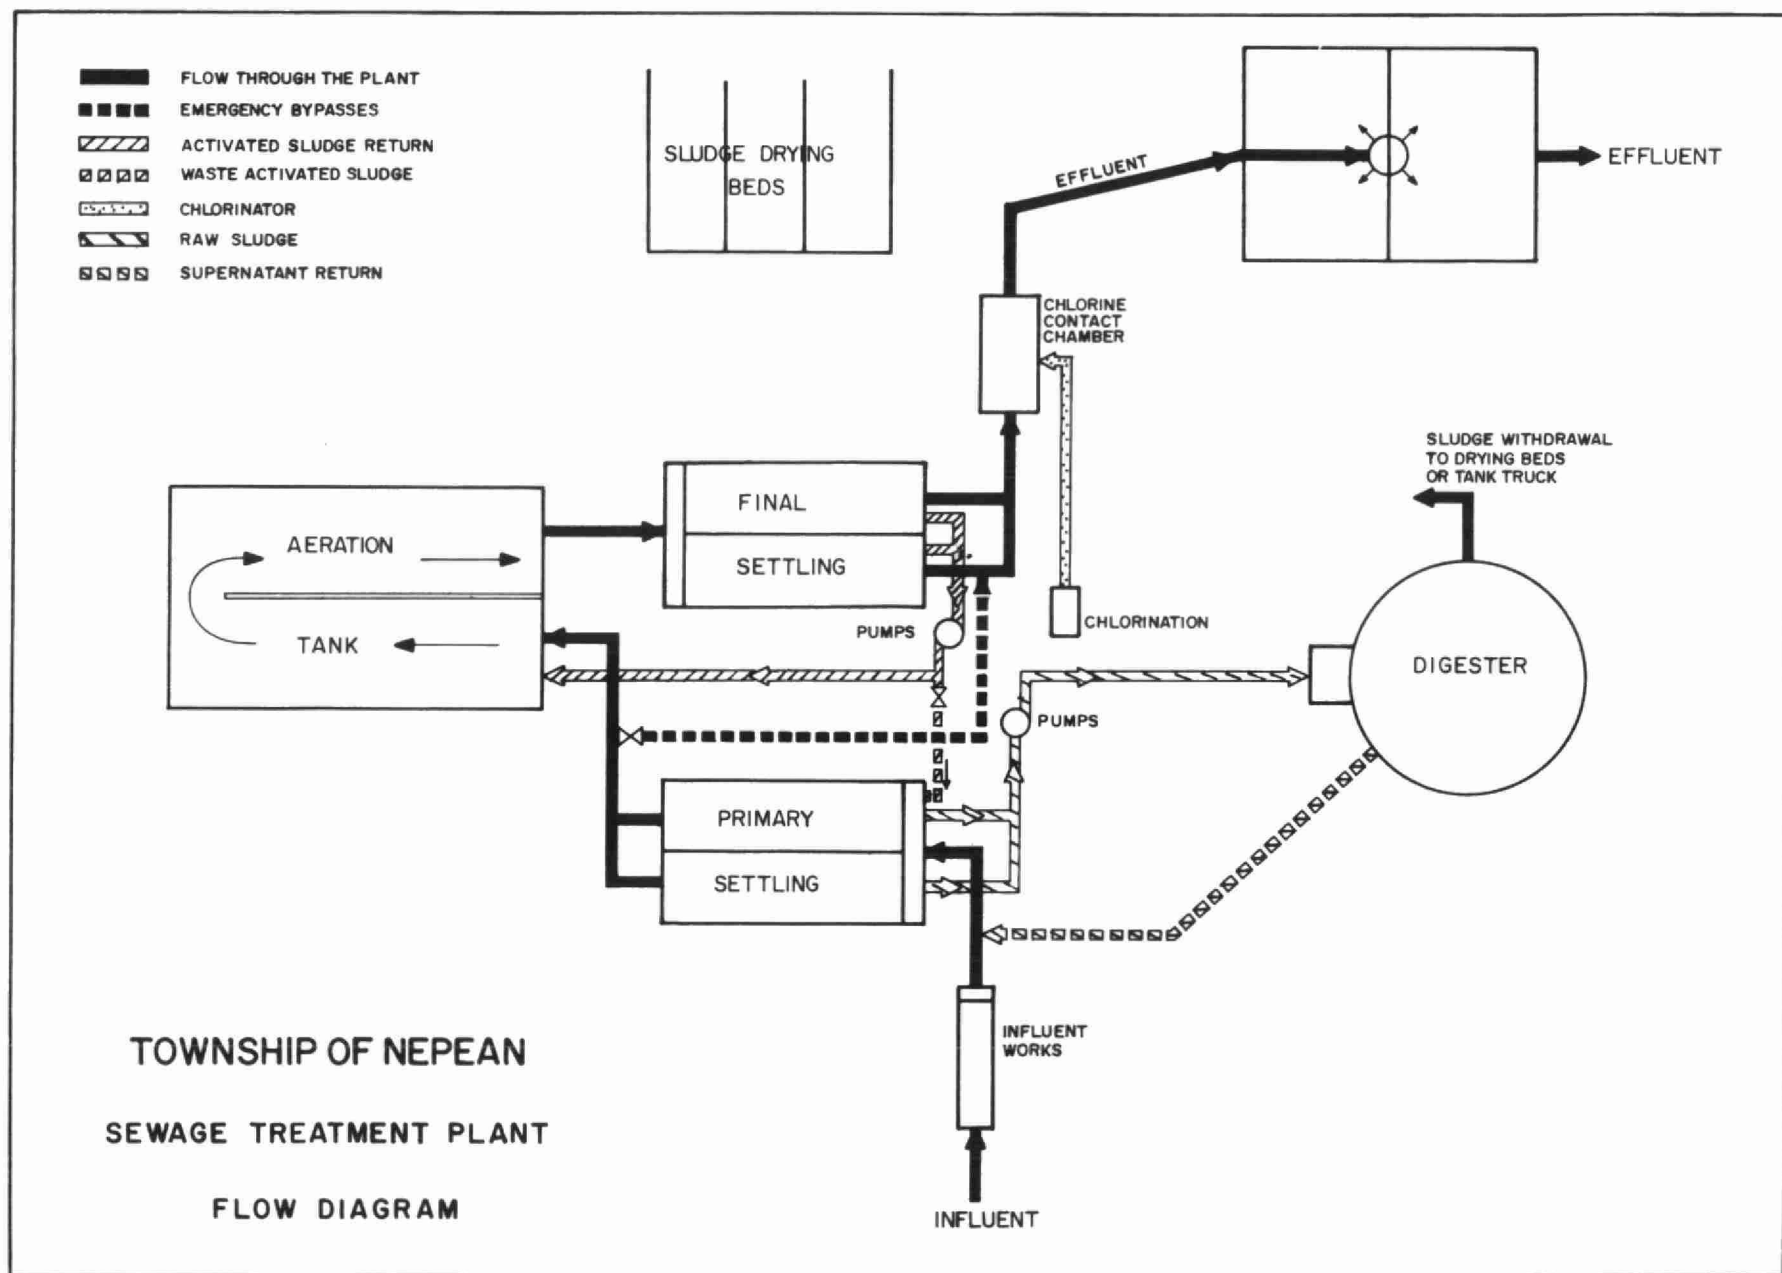 FLOW THROUGH THE PLANT
EMERGENCY BYPASSES
ACTIVATED SLUDGE RETURN
WASTE ACTIVATED SLUDGE
CHLORINATOR
RAW SLUDGE
SUPERNATANT RETURN
SLUDGE DRYING
BEDS
EFFLUENT
EFFLUENT
CHLORINE
CONTACT
CHAMBER
SLUDGE WITHDRAWAL
TO DRYING BEDS
OR TANK TRUCK
FINAL
SETTLING
AERATION
TANK
PUMPS
CHLORINATION
DIGESTER
PUMPS
PRIMARY
SETTLING
INFLUENT
WORKS
INFLUENT
TOWNSHIP OF NEPEAN
SEWAGE TREATMENT PLANT
FLOW DIAGRAM